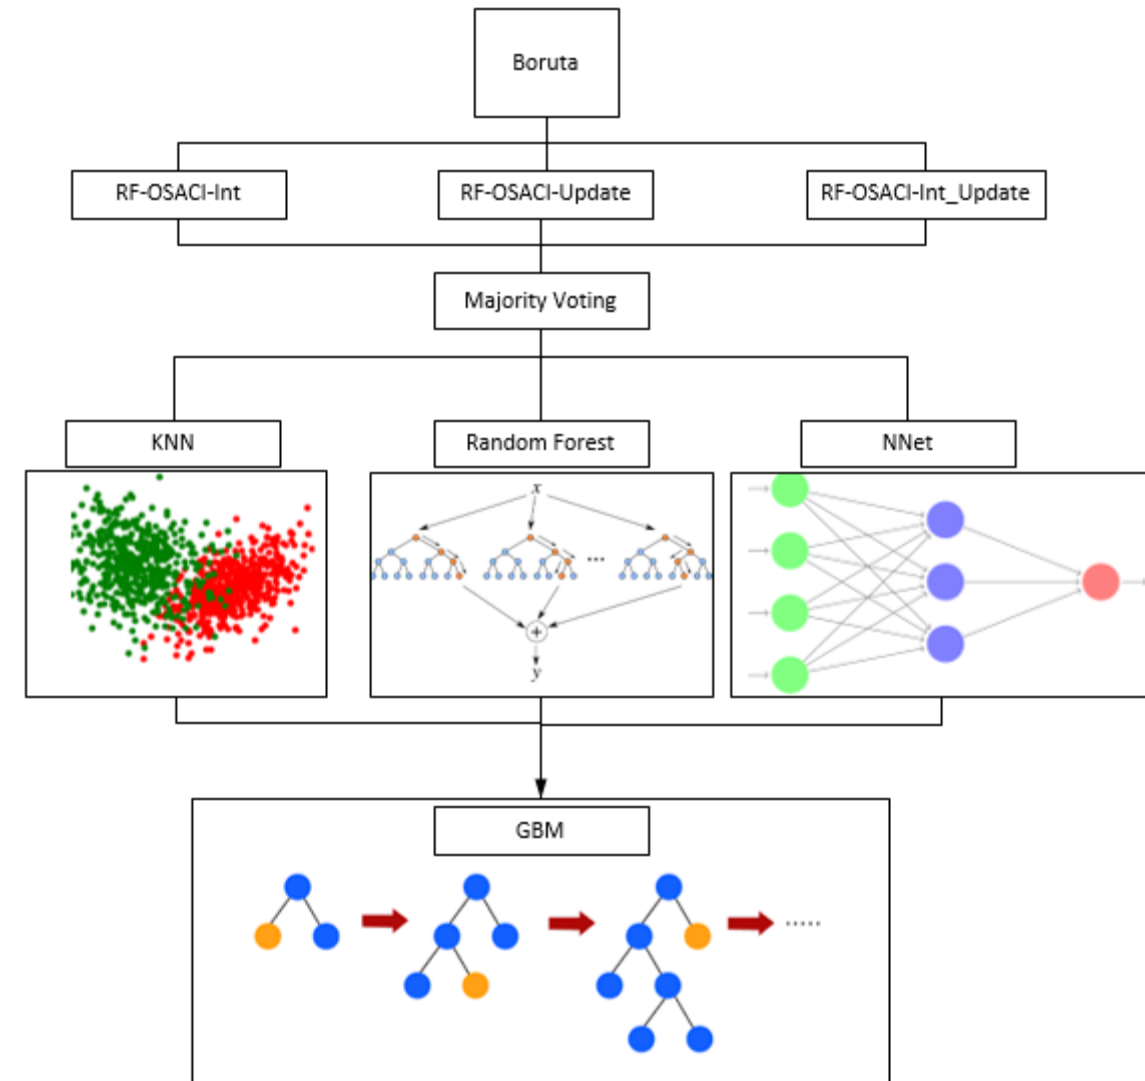 Boruta
RF-OSACI-Int
RF-OSACI-Update
RF-OSACI-Int_Update
Majority Voting
KNN
Random Forest
NNet
x
...
+
y
GBM
.....